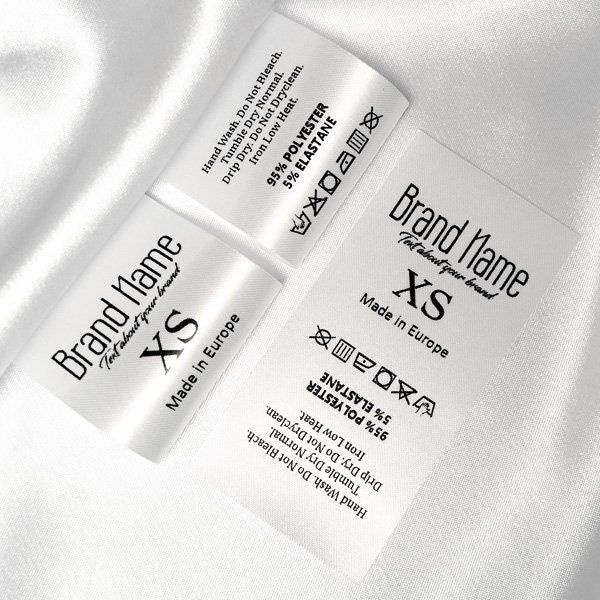 Hand Wash. Do Not Bleach.
Tumble Dry Normal.
Drip Dry. Do Not Dryclean.
Iron Low Heat.
95% POLYESTER
5% ELASTANE
Brand Name
Text about your brand
XS
Made in Europe
Brand Name
Text about your brand
XS
Made in Europe
95% POLYESTER
5% ELASTANE
Hand Wash. Do Not Bleach.
Tumble Dry Normal.
Drip Dry. Do Not Dryclean.
Iron Low Heat.